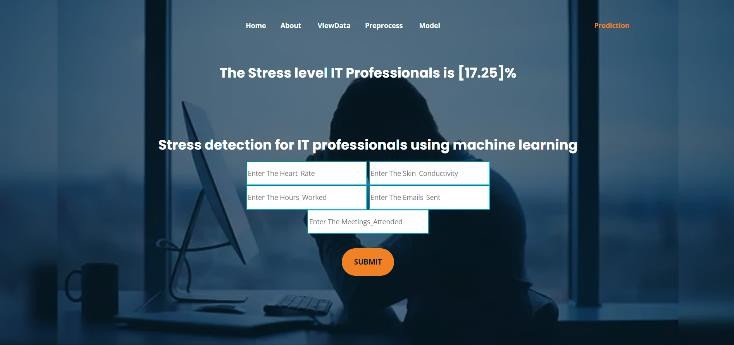 Home About ViewData Preprocess Model Prediction
The Stress level IT Professionals is [17.25]%
Stress detection for IT professionals using machine learning
Enter The Heart_Rate Enter The Skin_Conductivity
Enter The Hours_Worked Enter The Emails_Sent
Enter The Meetings_Attended
SUBMIT